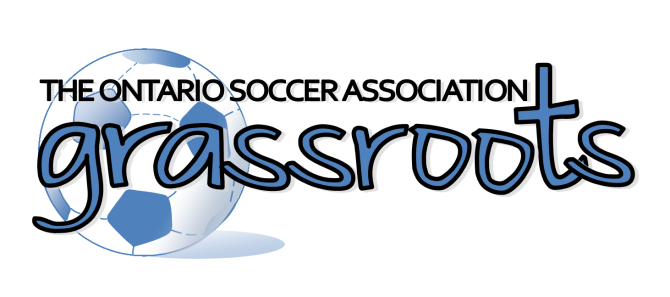 THE ONTARIO SOCCER ASSOCIATION
grassroots